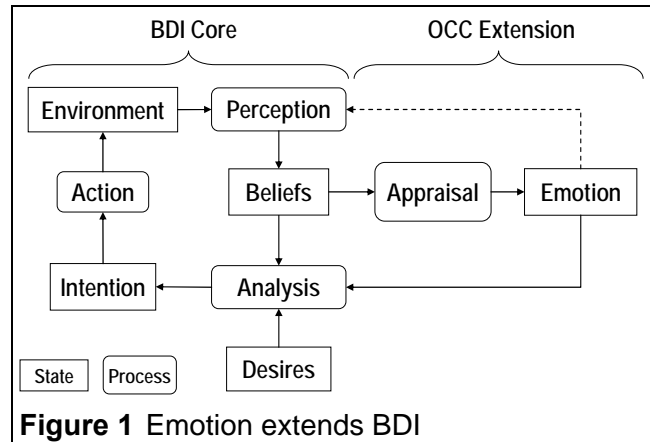 BDI Core
OCC Extension
Environment
Perception
Action
Beliefs
Appraisal
Emotion
Intention
Analysis
Desires
State
Process
Figure 1 Emotion extends BDI